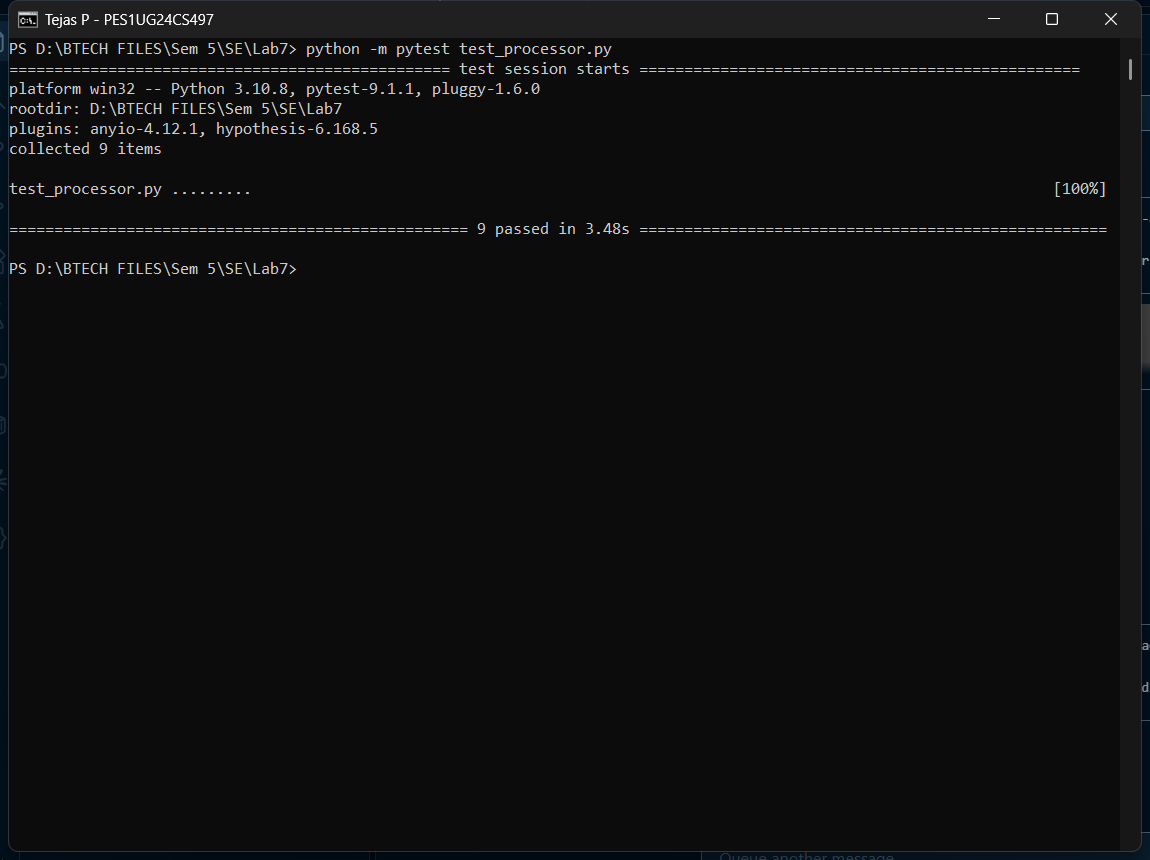 Tejas P - PES1UG24CS497
PS D:\BTECH FILES\Sem 5\SE\Lab7> python -m pytest test_processor.py
================================================= test session starts =================================================
platform win32 -- Python 3.10.8, pytest-9.1.1, pluggy-1.6.0
rootdir: D:\BTECH FILES\Sem 5\SE\Lab7
plugins: anyio-4.12.1, hypothesis-6.168.5
collected 9 items
test_processor.py ......... [100%]
=================================================== 9 passed in 3.48s ====================================================
PS D:\BTECH FILES\Sem 5\SE\Lab7>
Queue another message